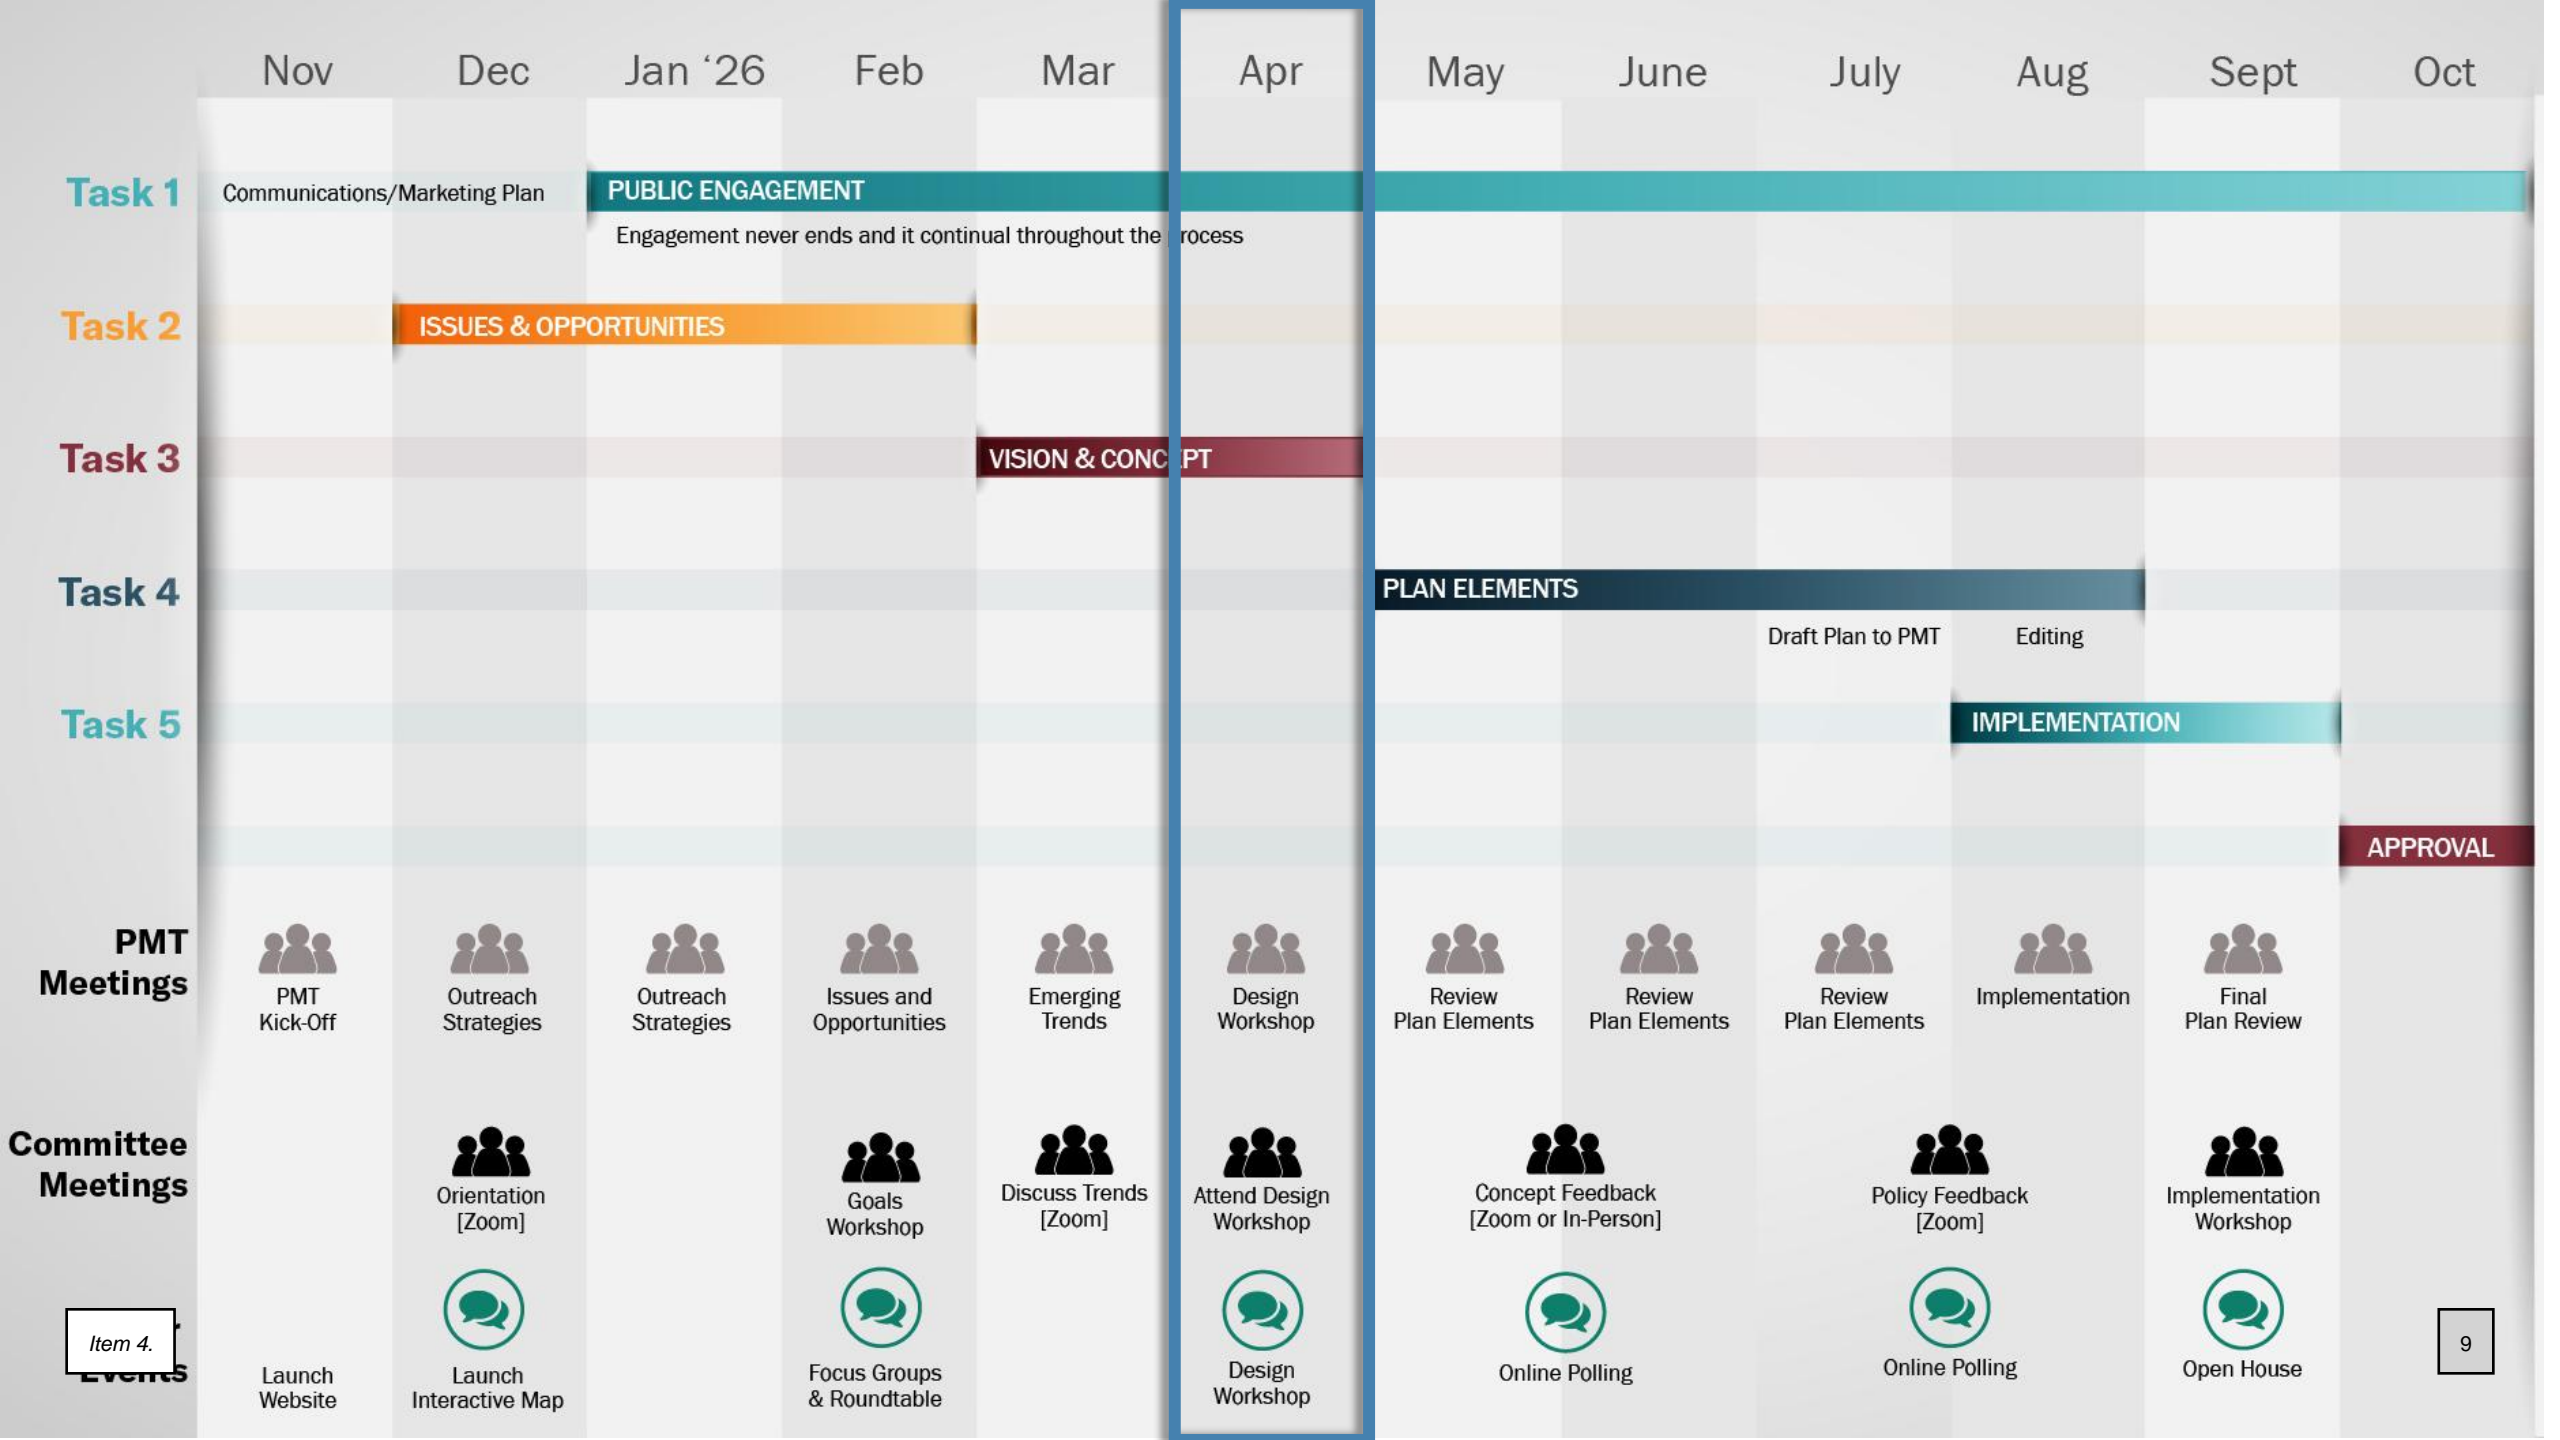 Nov Dec Jan ‘26 Feb Mar Apr May June July Aug Sept Oct
Task 1 Communications/Marketing Plan PUBLIC ENGAGEMENT
Engagement never ends and it continual throughout the rocess
Task 2 ISSUES & OPPORTUNITIES
Task 3 VISION & CONCEPT
Task 4 PLAN ELEMENTS
Draft Plan to PMT Editing
Task 5 IMPLEMENTATION
APPROVAL
PMT
Meetings
PMT
Kick-Off
Outreach
Strategies
Outreach
Strategies
Issues and
Opportunities
Emerging
Trends
Design
Workshop
Review
Plan Elements
Review
Plan Elements
Review
Plan Elements
Implementation
Final
Plan Review
Committee
Meetings
Orientation
[Zoom]
Goals
Workshop
Discuss Trends
[Zoom]
Attend Design
Workshop
Concept Feedback
[Zoom or In-Person]
Policy Feedback
[Zoom]
Implementation
Workshop
Item 4.
Events
Launch
Website
Launch
Interactive Map
Focus Groups
& Roundtable
Design
Workshop
Online Polling
Online Polling
Open House
9